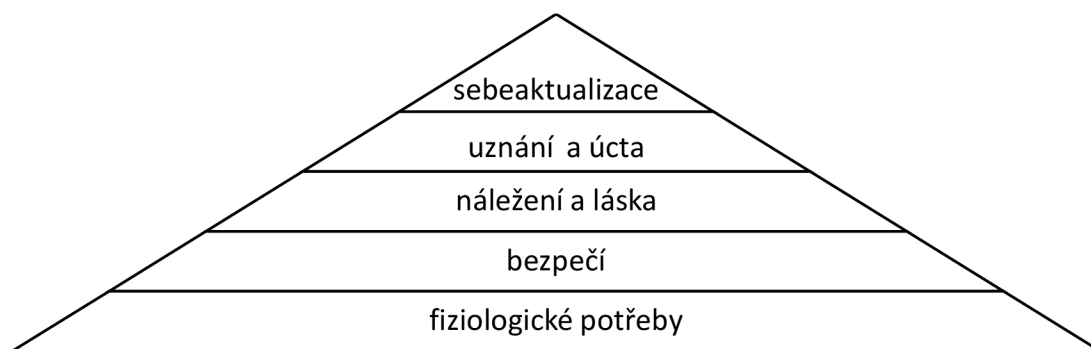 sebeaktualizace
uznání a úcta
náležení a láska
bezpečí
fiziologické potřeby